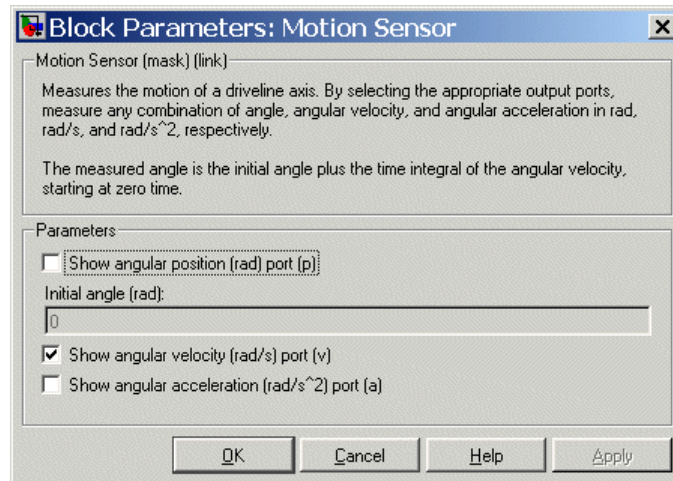 Block Parameters: Motion Sensor
Motion Sensor (mask) (link)
Measures the motion of a driveline axis. By selecting the appropriate output ports,
measure any combination of angle, angular velocity, and angular acceleration in rad,
rad/s, and rad/s^2, respectively.
The measured angle is the initial angle plus the time integral of the angular velocity,
starting at zero time.
Parameters
Show angular position (rad) port (p)
Initial angle (rad):
0
Show angular velocity (rad/s) port (v)
Show angular acceleration (rad/s^2) port (a)
OK Cancel Help Apply